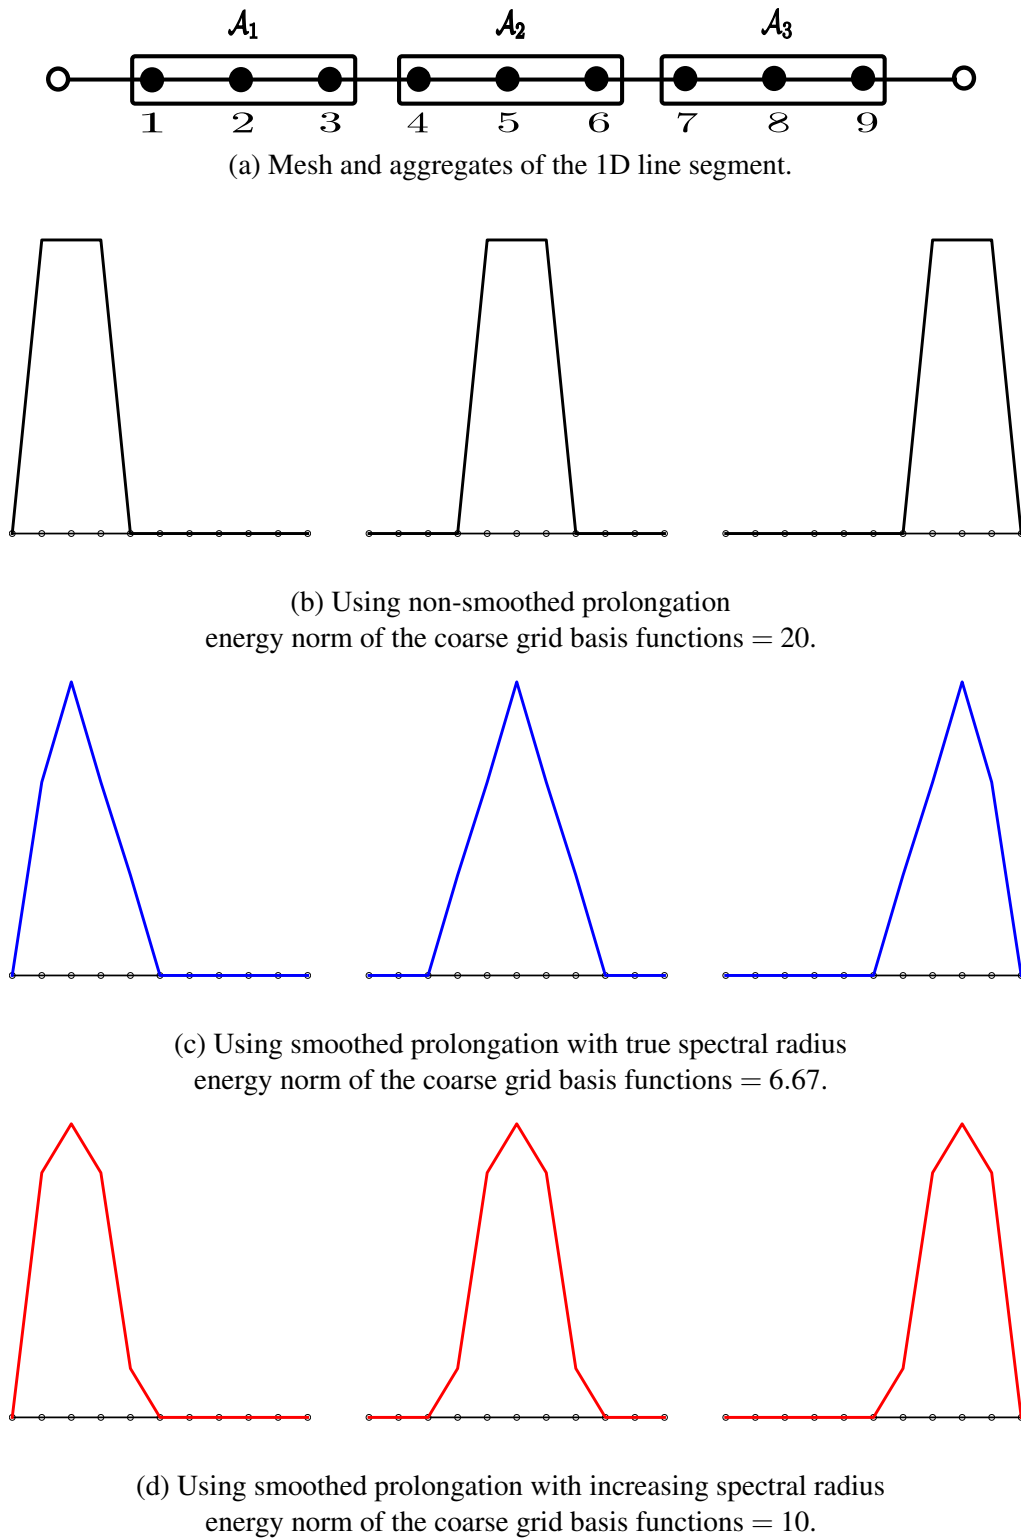 𝒜₁ 𝒜₂ 𝒜₃
1 2 3 4 5 6 7 8 9
(a) Mesh and aggregates of the 1D line segment.
(b) Using non-smoothed prolongation
energy norm of the coarse grid basis functions = 20.
(c) Using smoothed prolongation with true spectral radius
energy norm of the coarse grid basis functions = 6.67.
(d) Using smoothed prolongation with increasing spectral radius
energy norm of the coarse grid basis functions = 10.